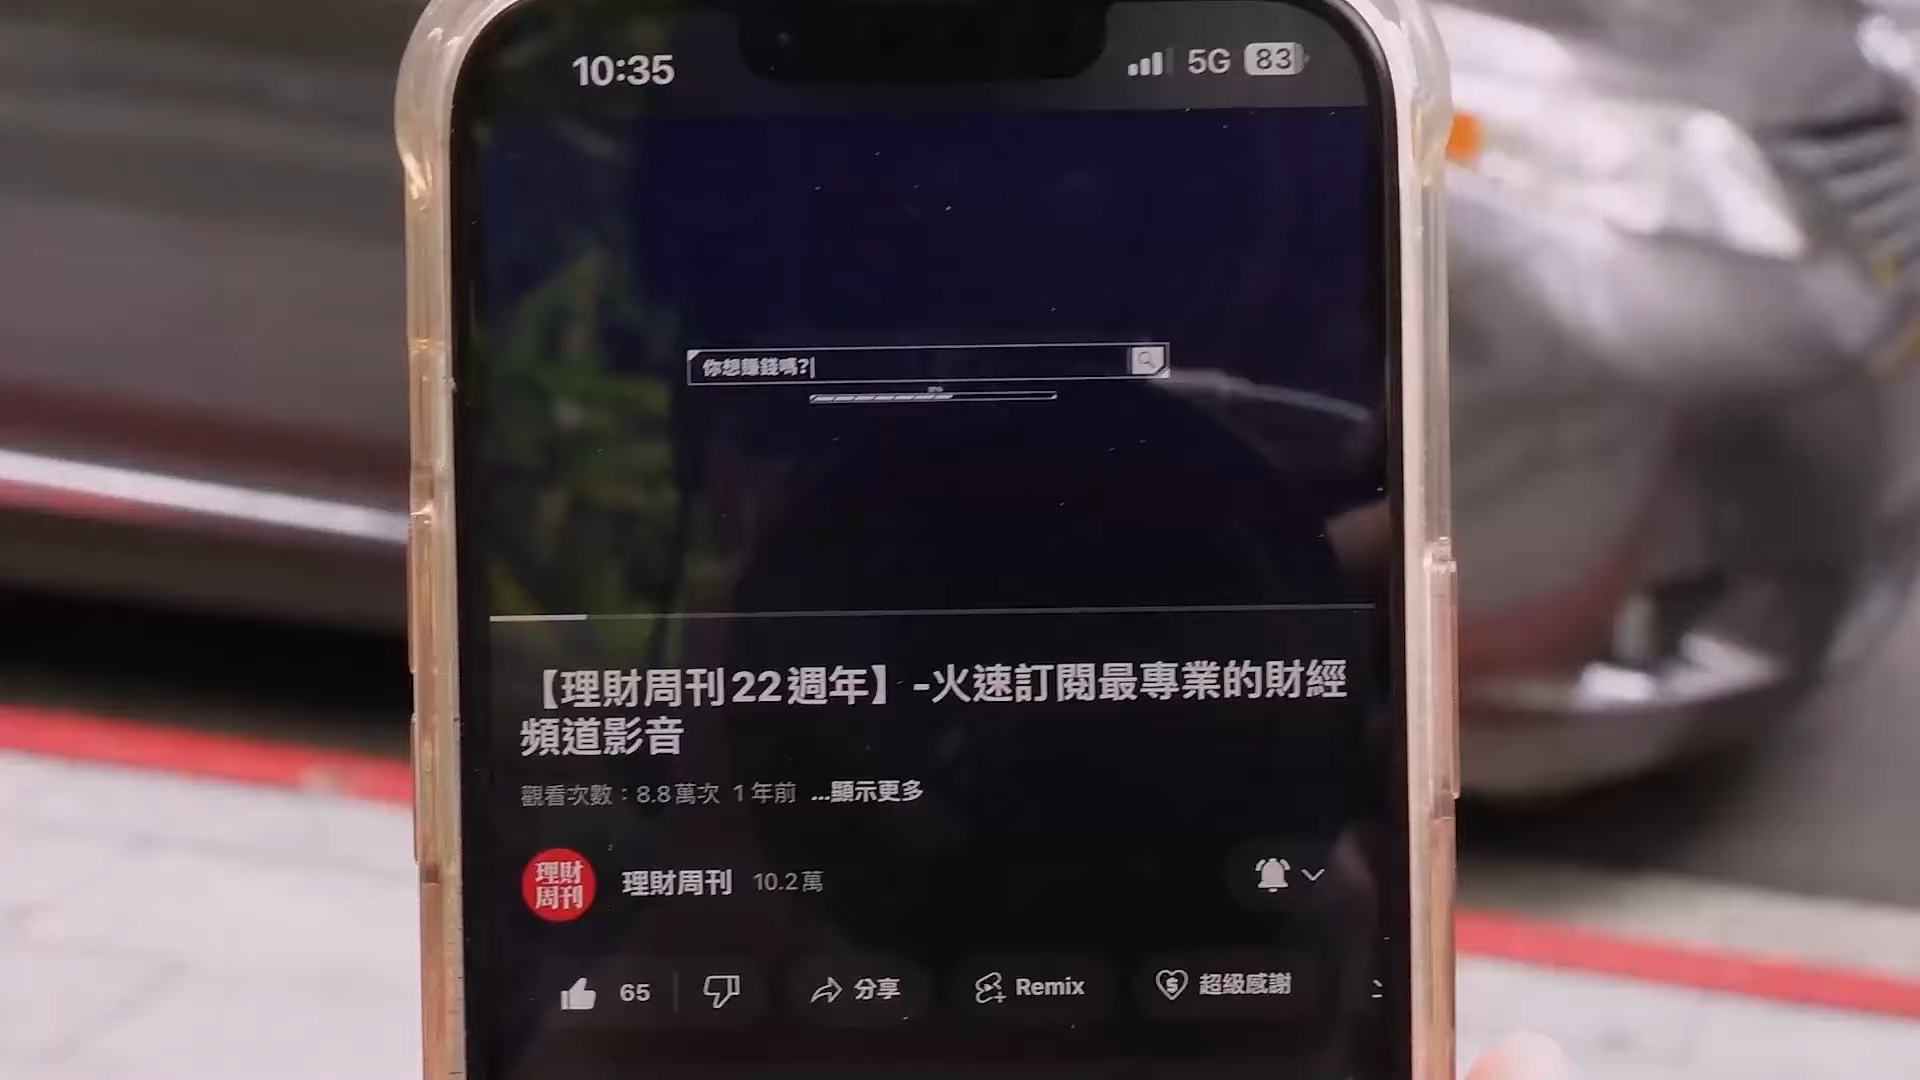 10:35
5G 83
你想賺錢嗎?
【理財周刊22週年】-火速訂閱最專業的財經
頻道影音
觀看次數：8.8萬次 1年前 ...顯示更多
理財
周刊
理財周刊 10.2萬
65
分享
Remix
超級感謝